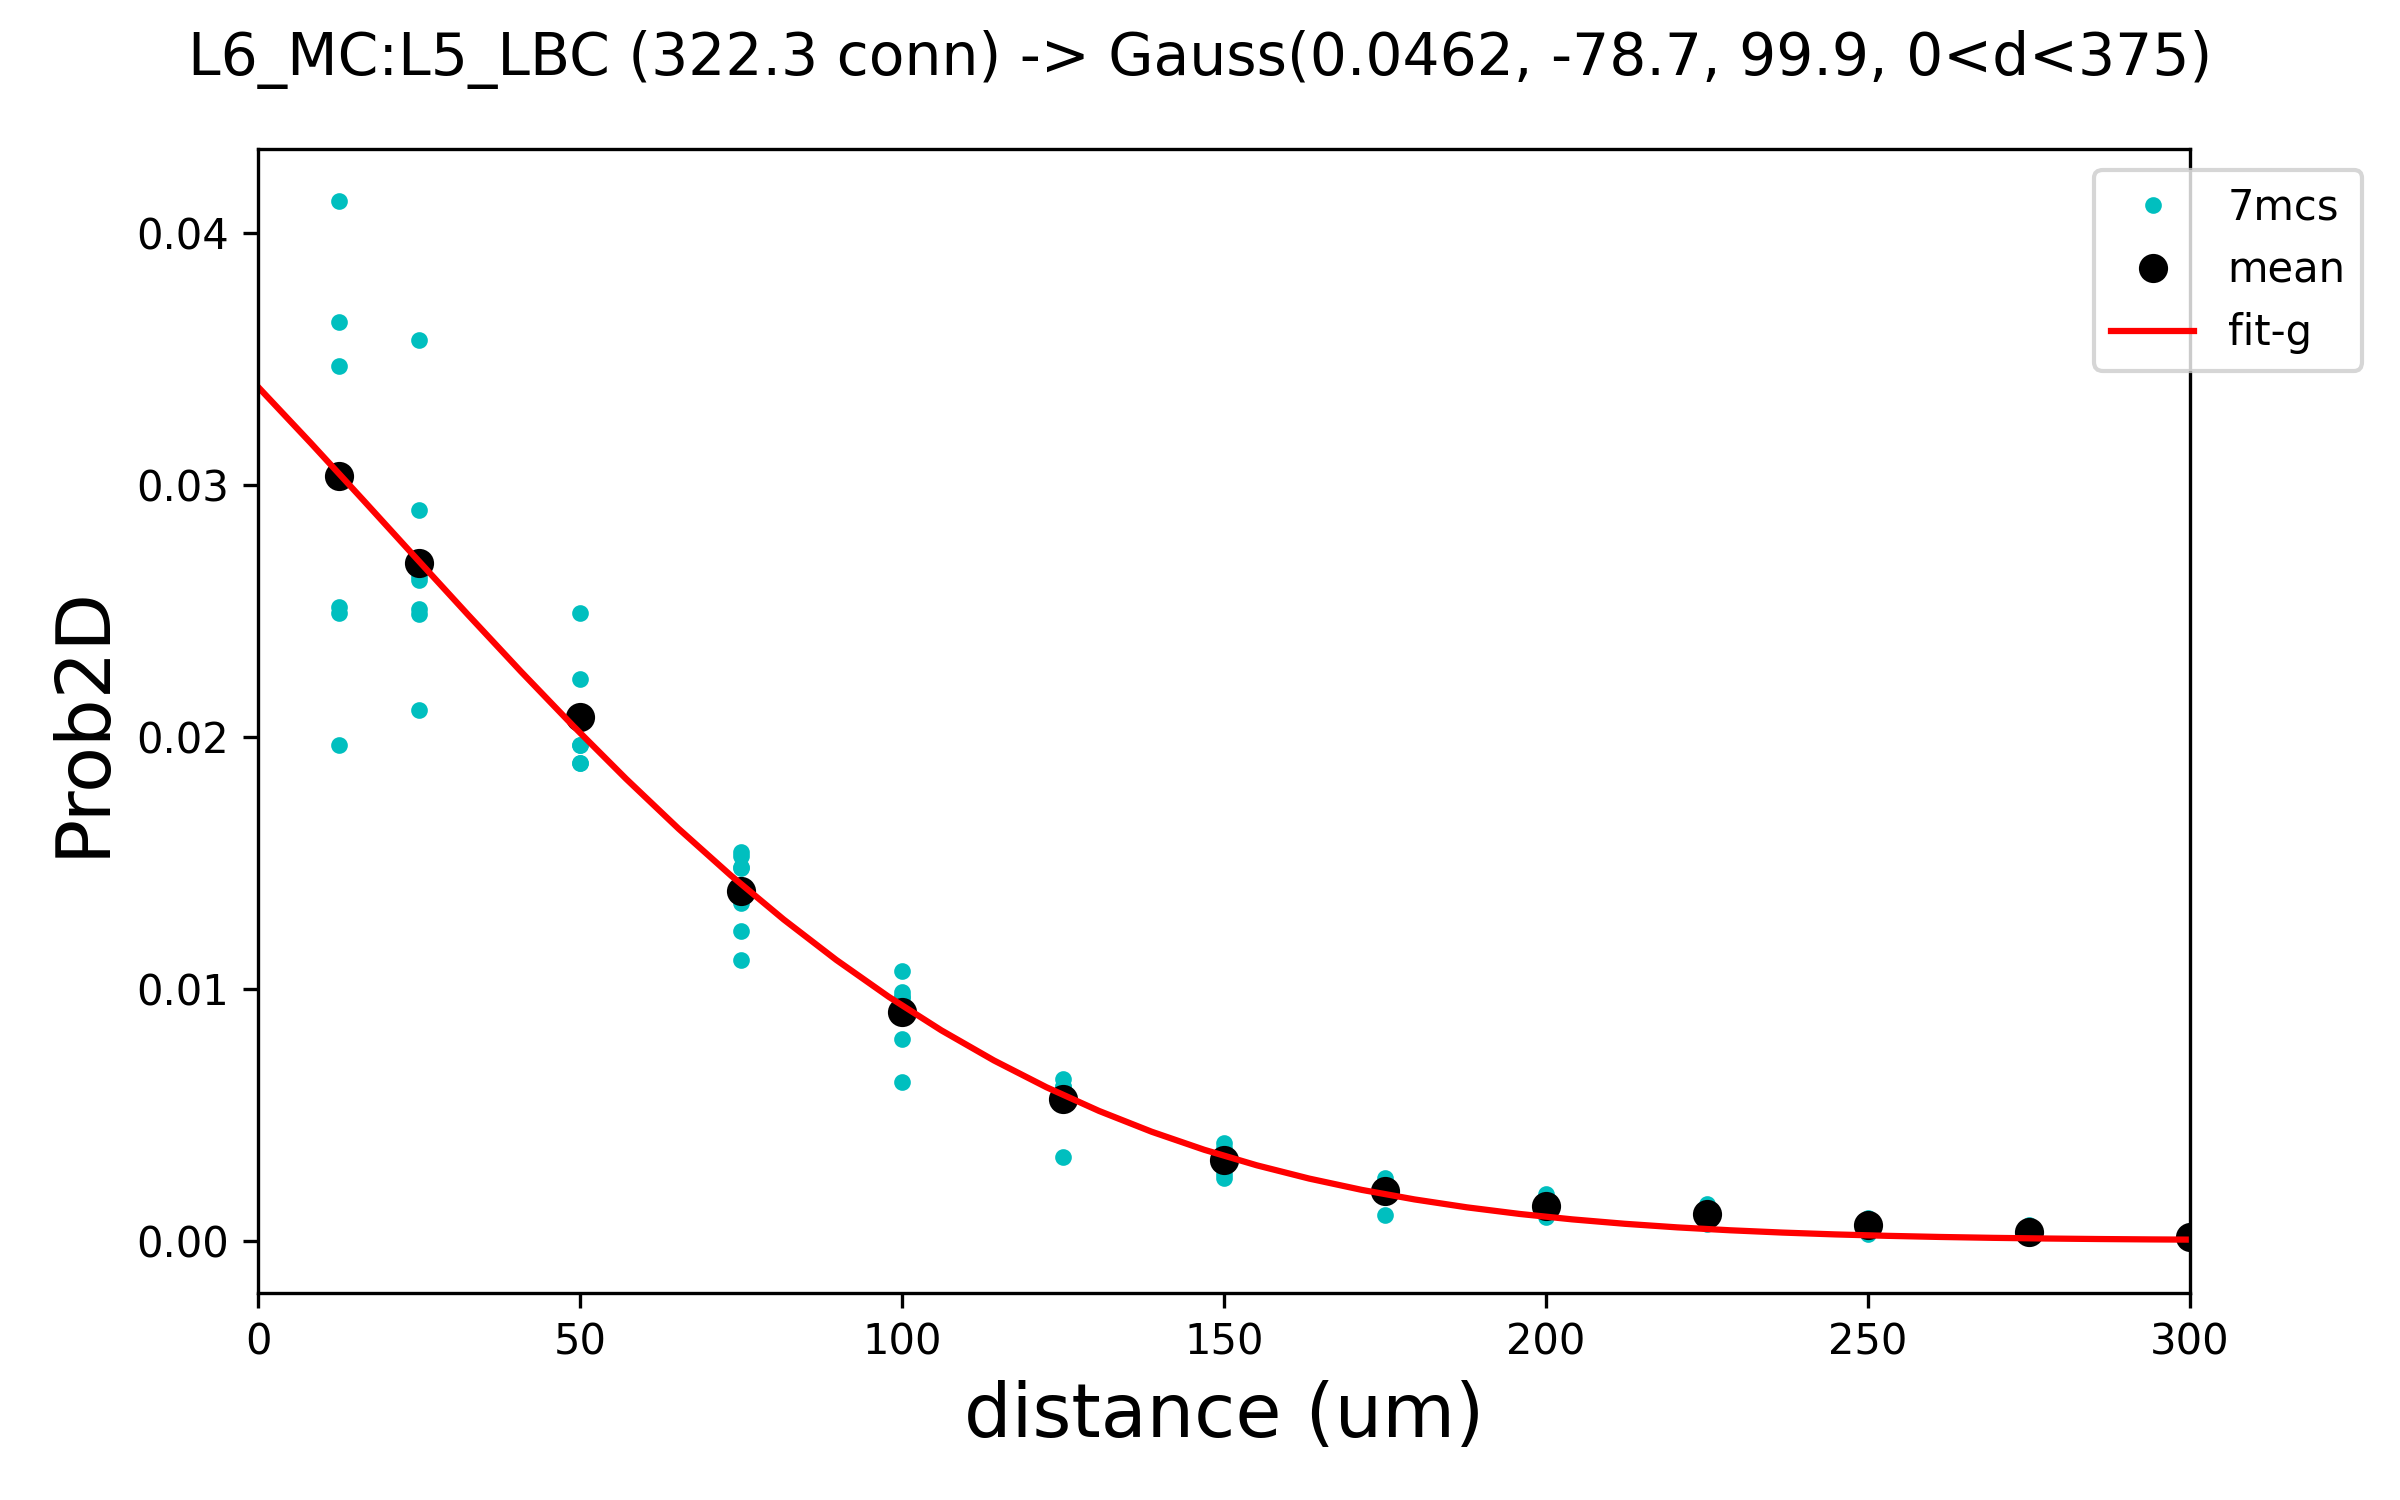 L6_MC:L5_LBC (322.3 conn) -> Gauss(0.0462, -78.7, 99.9, 0<d<375)
7mcs
mean
fit-g
Prob2D
0.04
0.03
0.02
0.01
0.00
0 50 100 150 200 250 300
distance (um)